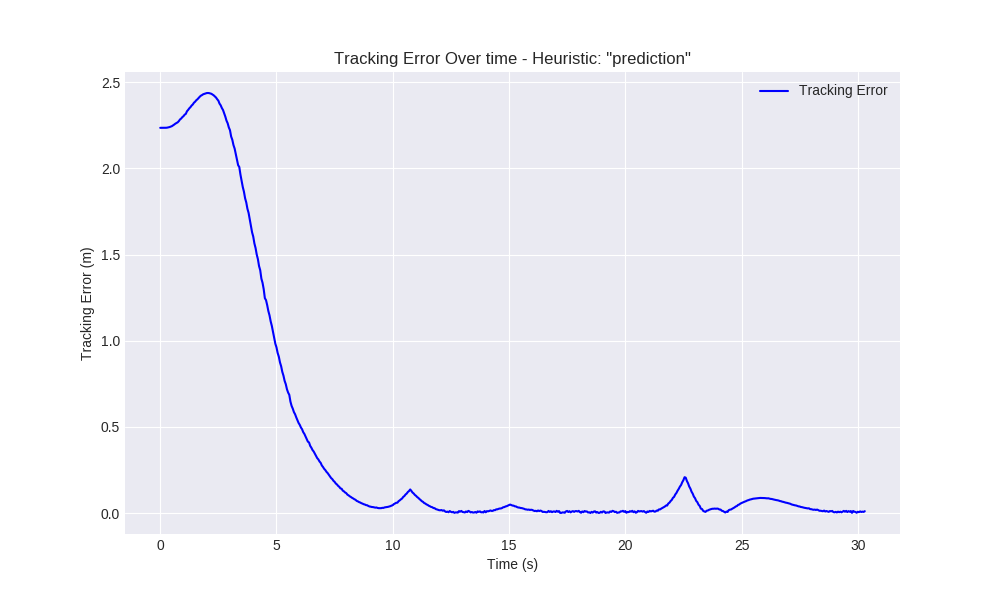 Tracking Error Over time - Heuristic: "prediction"
Tracking Error
2.5
2.0
1.5
1.0
0.5
0.0
Tracking Error (m)
0 5 10 15 20 25 30
Time (s)